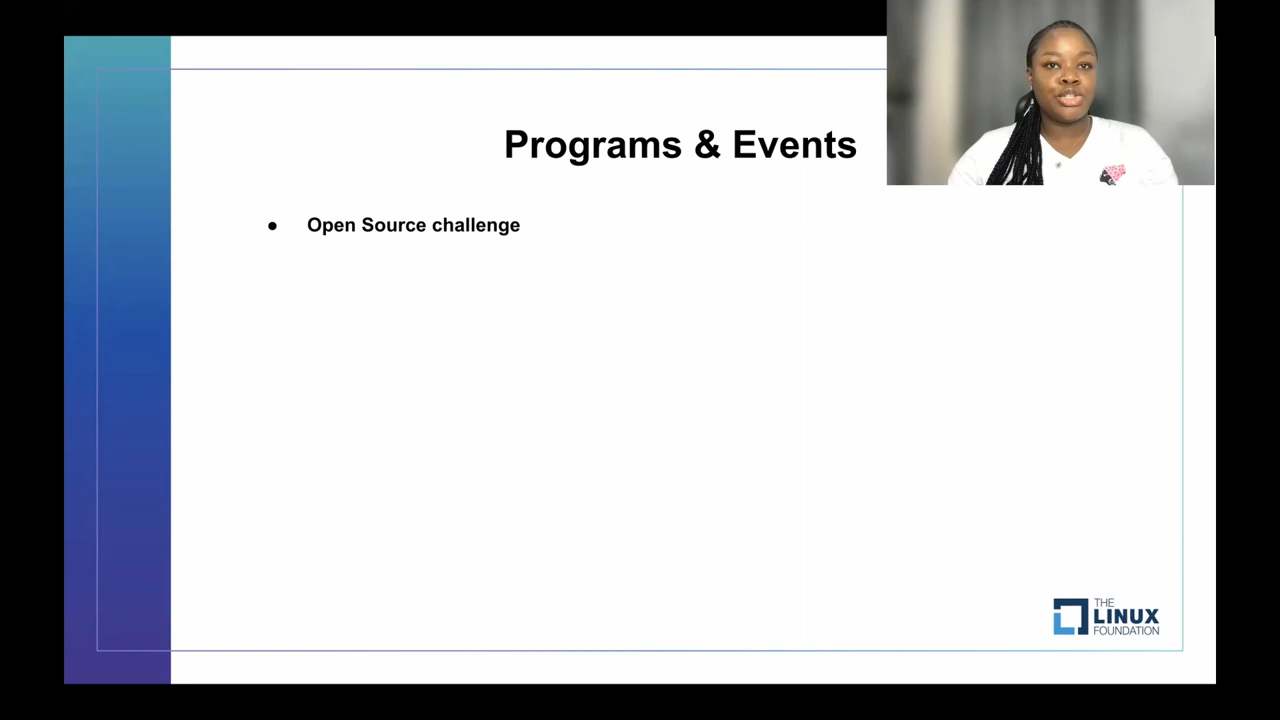 Programs & Events
● Open Source challenge
THE
LINUX
FOUNDATION